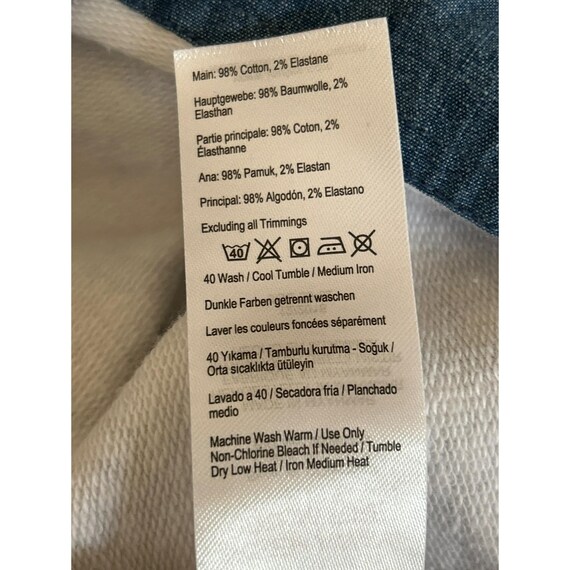 Main: 98% Cotton, 2% Elastane
Hauptgewebe: 98% Baumwolle, 2%
Elasthan
Partie principale: 98% Coton, 2%
Élasthanne
Ana: 98% Pamuk, 2% Elastan
Principal: 98% Algodón, 2% Elastano
Excluding all Trimmings
40
40 Wash / Cool Tumble / Medium Iron
Dunkle Farben getrennt waschen
Laver les couleurs foncées séparément
40 Yıkama / Tamburlu kurutma - Soğuk /
Orta sıcaklıkta ütüleyin
Lavado a 40 / Secadora fria / Planchado
medio
Machine Wash Warm / Use Only
Non-Chlorine Bleach If Needed / Tumble
Dry Low Heat / Iron Medium Heat